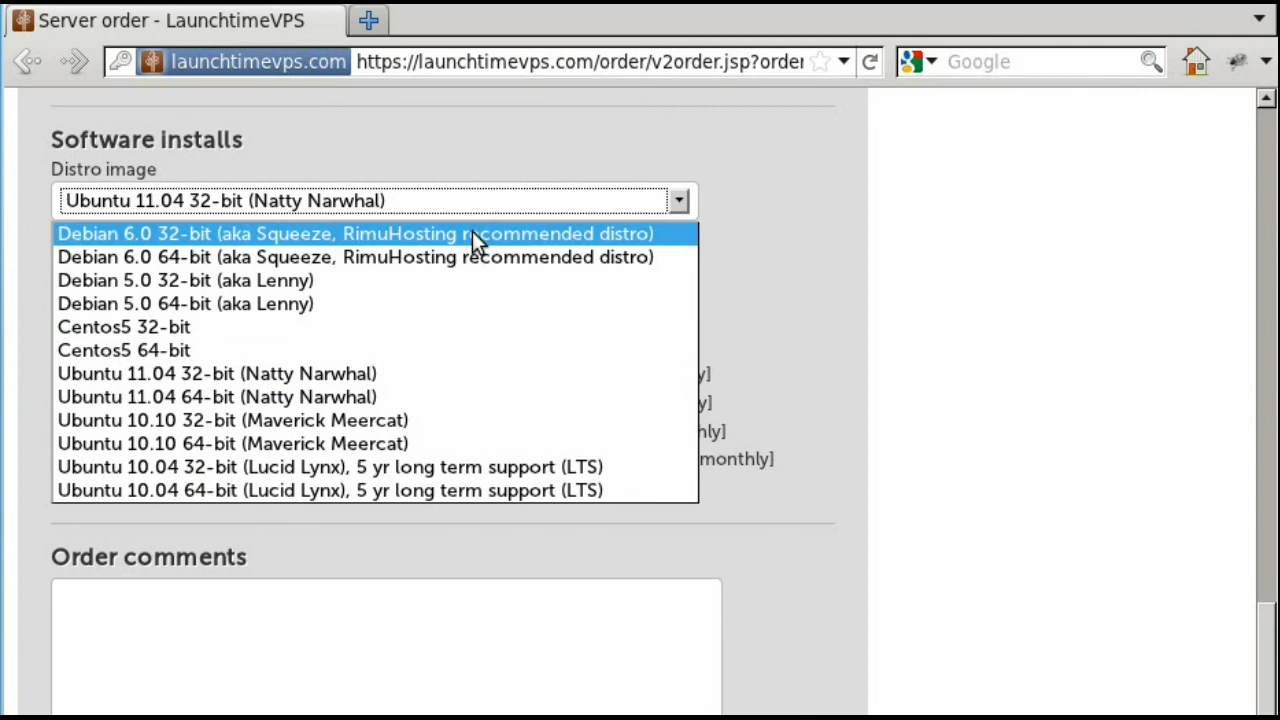 Server order - LaunchtimeVPS
launchtimevps.com https://launchtimevps.com/order/v2order.jsp?order
Google
Software installs
Distro image
Ubuntu 11.04 32-bit (Natty Narwhal)
Debian 6.0 32-bit (aka Squeeze, RimuHosting recommended distro)
Debian 6.0 64-bit (aka Squeeze, RimuHosting recommended distro)
Debian 5.0 32-bit (aka Lenny)
Debian 5.0 64-bit (aka Lenny)
Centos5 32-bit
Centos5 64-bit
Ubuntu 11.04 32-bit (Natty Narwhal)
y]
Ubuntu 11.04 64-bit (Natty Narwhal)
y]
Ubuntu 10.10 32-bit (Maverick Meercat)
hly]
Ubuntu 10.10 64-bit (Maverick Meercat)
monthly]
Ubuntu 10.04 32-bit (Lucid Lynx), 5 yr long term support (LTS)
Ubuntu 10.04 64-bit (Lucid Lynx), 5 yr long term support (LTS)
Order comments